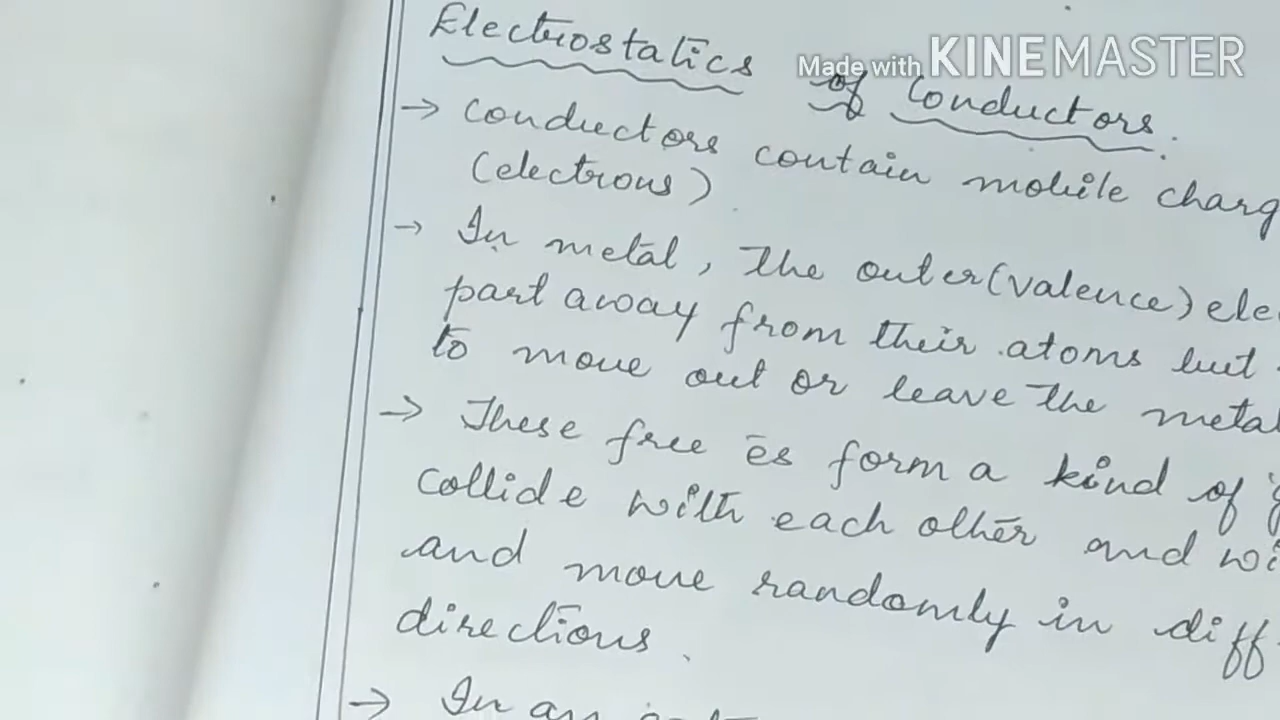 Electrostatics of Conductors.
Made with KINEMASTER
→ conductors contain mobile charg
(electrons)
→ In metal, the outer (valence) ele
part away from their atoms but
to move out or leave the metal
→ These free e̅s form a kind of
collide with each other and wi
and move randomly in diff
directions.
→ In an